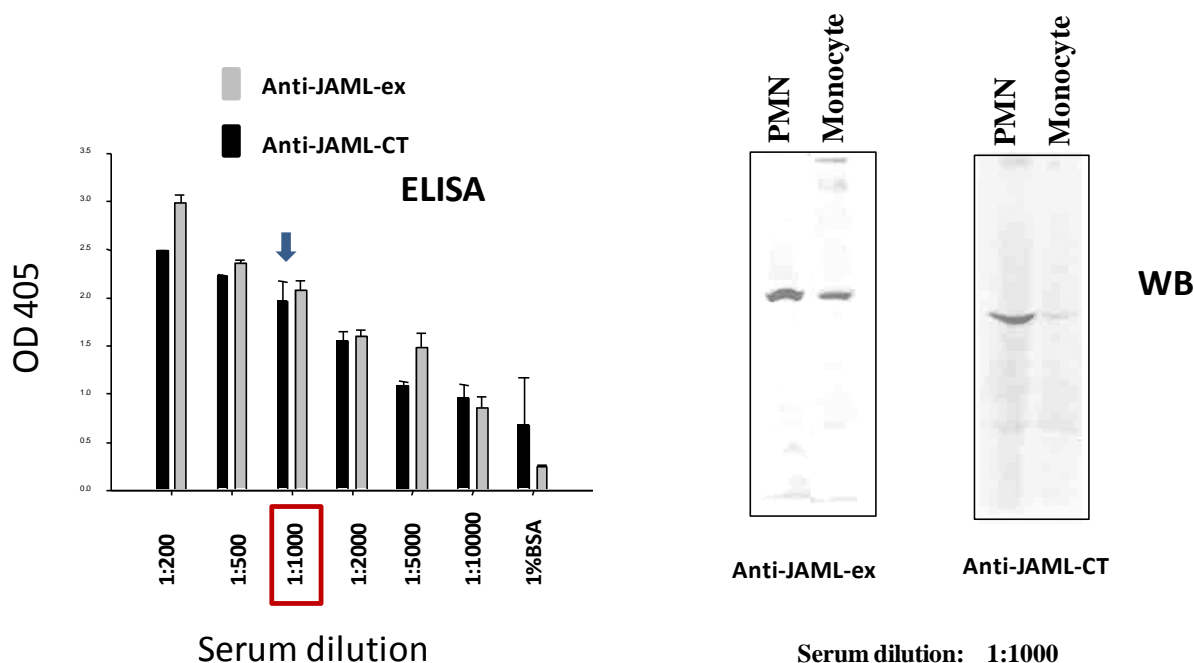 Anti-JAML-ex
Anti-JAML-CT
ELISA
OD 405
3.5
3.0
2.5
2.0
1.5
1.0
0.5
0.0
1:200
1:500
1:1000
1:2000
1:5000
1:10000
1%BSA
Serum dilution
PMN
Monocyte
PMN
Monocyte
WB
Anti-JAML-ex
Anti-JAML-CT
Serum dilution: 1:1000